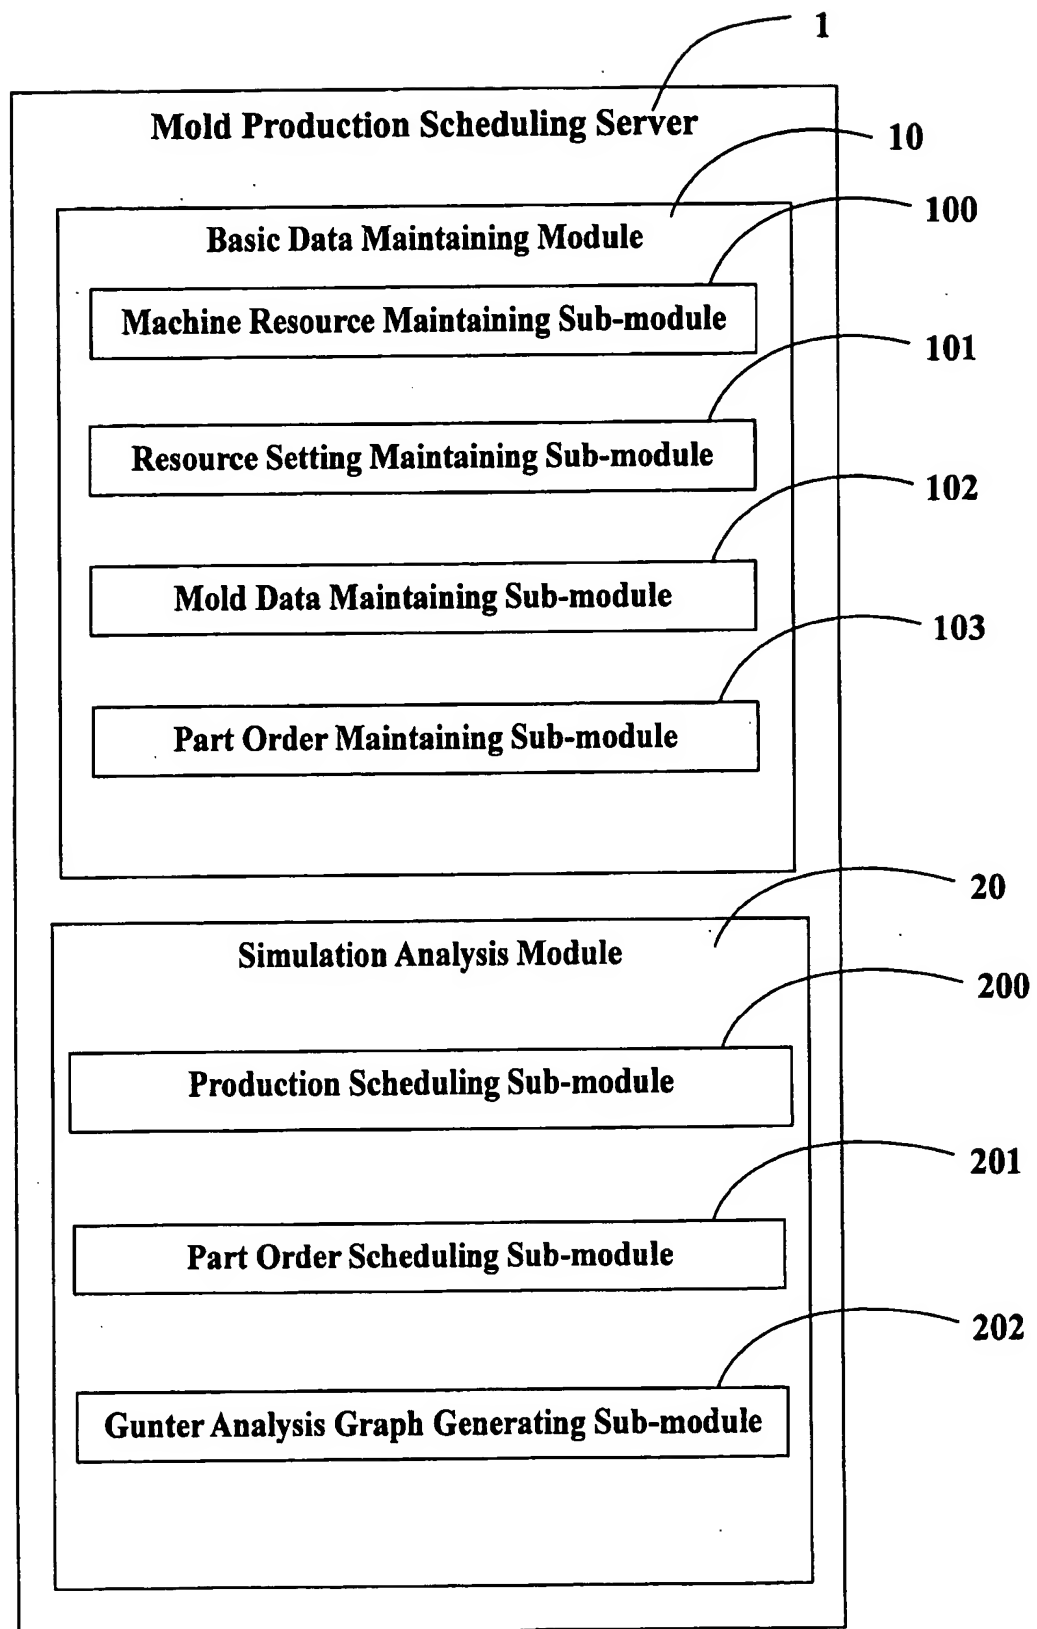 1
Mold Production Scheduling Server
10
Basic Data Maintaining Module
100
Machine Resource Maintaining Sub-module
101
Resource Setting Maintaining Sub-module
102
Mold Data Maintaining Sub-module
103
Part Order Maintaining Sub-module
20
Simulation Analysis Module
200
Production Scheduling Sub-module
201
Part Order Scheduling Sub-module
202
Gunter Analysis Graph Generating Sub-module